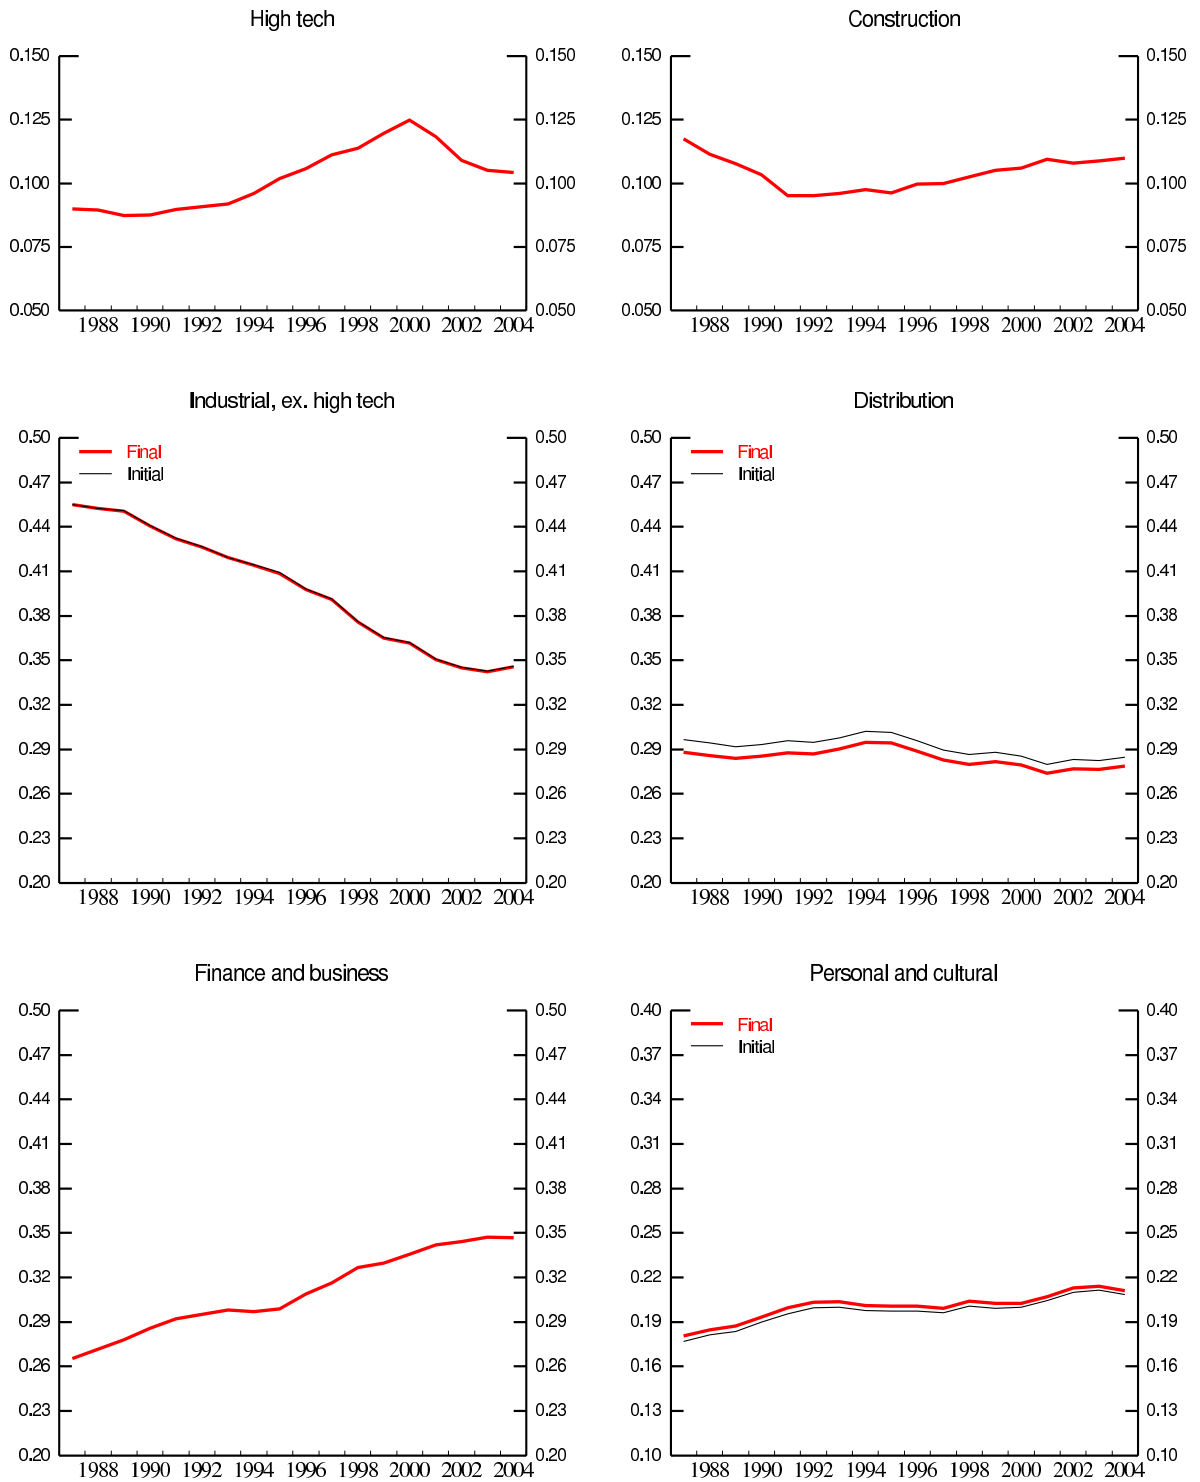 High tech
Construction
0.150 0.150 0.150 0.150
0.125 0.125 0.125 0.125
0.100 0.100 0.100 0.100
0.075 0.075 0.075 0.075
0.050 0.050 0.050 0.050
1988 1990 1992 1994 1996 1998 2000 2002 2004
1988 1990 1992 1994 1996 1998 2000 2002 2004
Industrial, ex. high tech
Distribution
0.50 0.50 0.50 0.50
Final
Initial
Final
Initial
0.47 0.47 0.47 0.47
0.44 0.44 0.44 0.44
0.41 0.41 0.41 0.41
0.38 0.38 0.38 0.38
0.35 0.35 0.35 0.35
0.32 0.32 0.32 0.32
0.29 0.29 0.29 0.29
0.26 0.26 0.26 0.26
0.23 0.23 0.23 0.23
0.20 0.20 0.20 0.20
1988 1990 1992 1994 1996 1998 2000 2002 2004
1988 1990 1992 1994 1996 1998 2000 2002 2004
Finance and business
Personal and cultural
0.50 0.50 0.40 0.40
Final
Initial
0.47 0.47 0.37 0.37
0.44 0.44 0.34 0.34
0.41 0.41 0.31 0.31
0.38 0.38 0.28 0.28
0.35 0.35 0.25 0.25
0.32 0.32 0.22 0.22
0.29 0.29 0.19 0.19
0.26 0.26 0.16 0.16
0.23 0.23 0.13 0.13
0.20 0.20 0.10 0.10
1988 1990 1992 1994 1996 1998 2000 2002 2004
1988 1990 1992 1994 1996 1998 2000 2002 2004